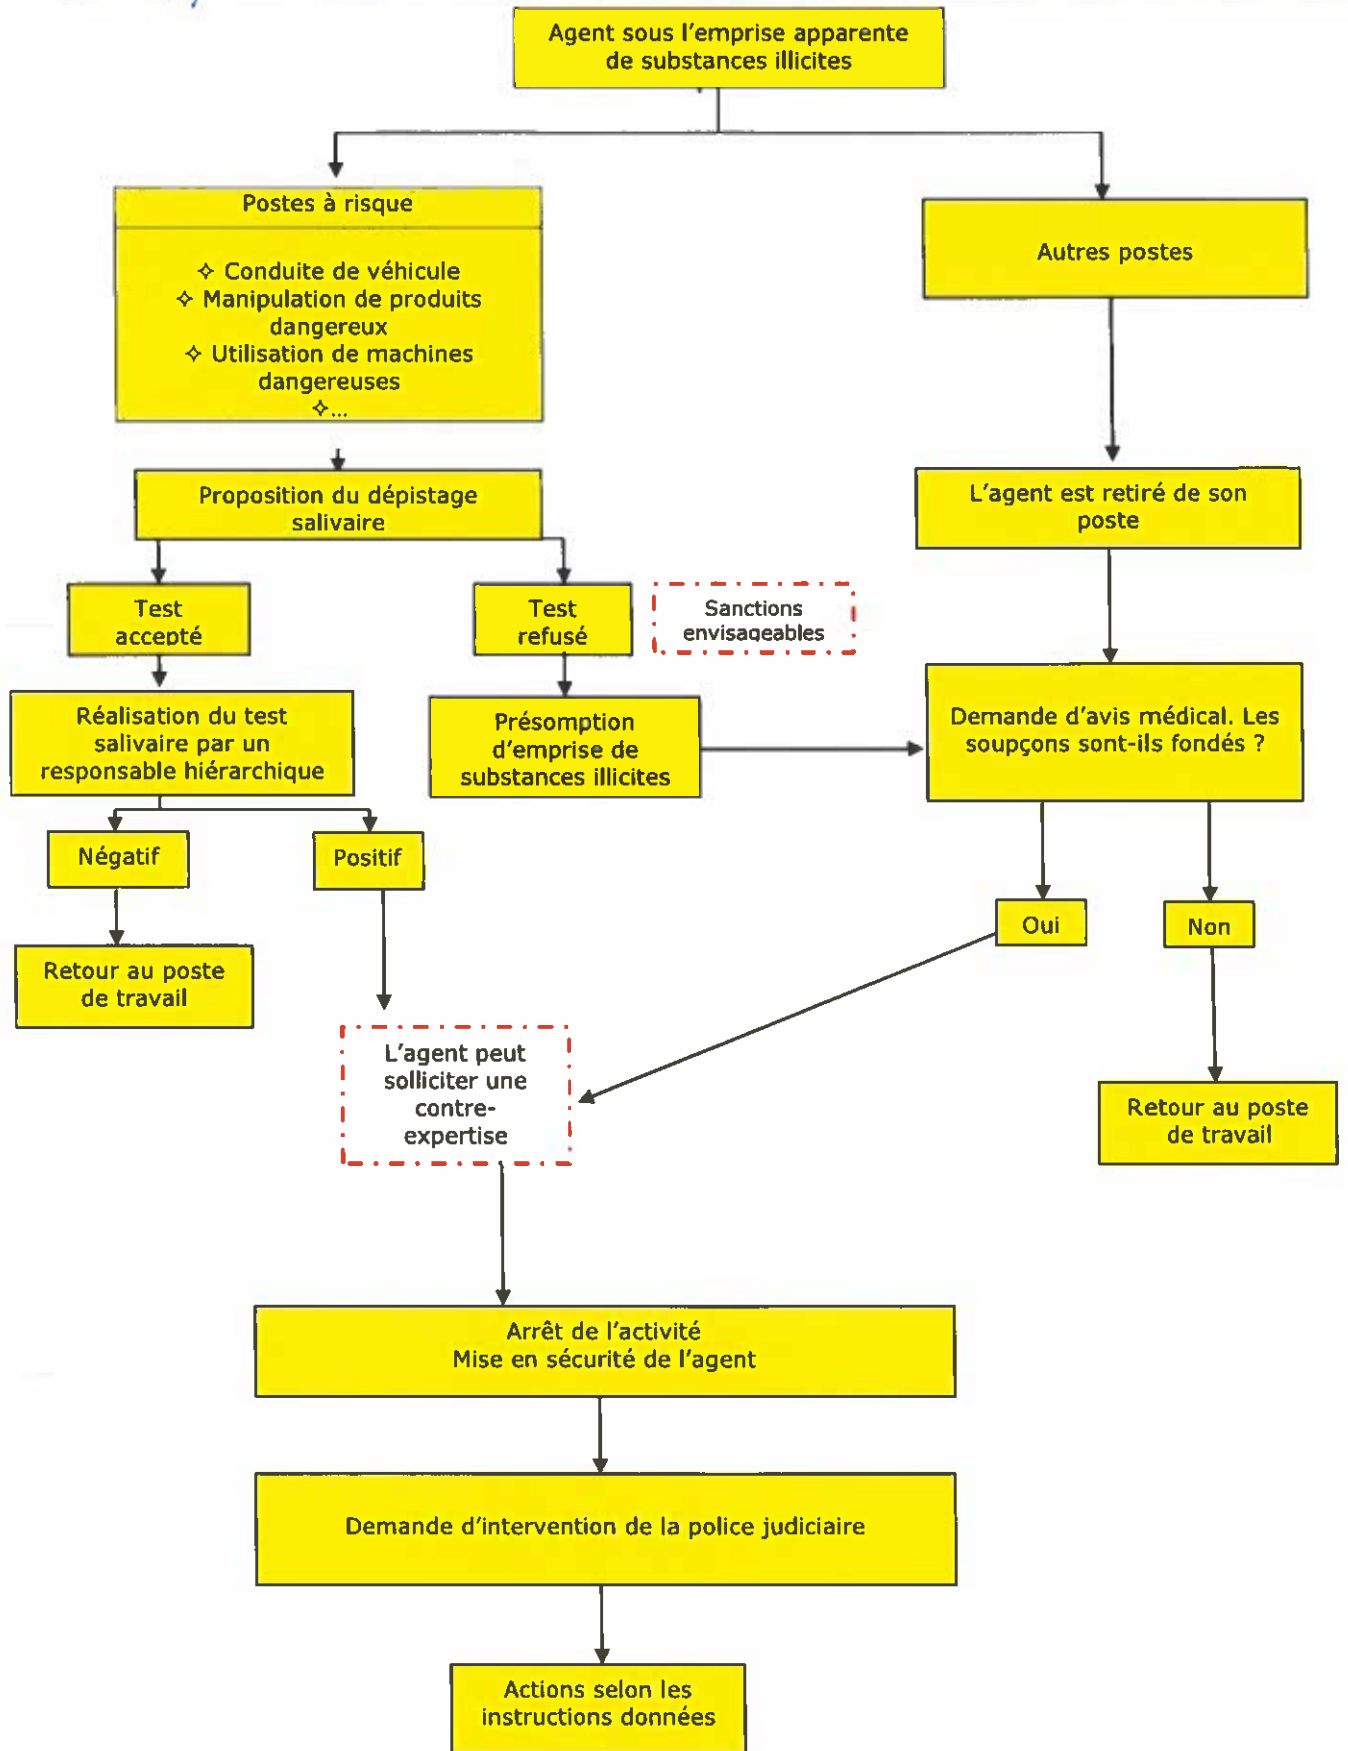 Agent sous l'emprise apparente
de substances illicites
Postes à risque
✧ Conduite de véhicule
✧ Manipulation de produits
dangereux
✧ Utilisation de machines
dangereuses
✧...
Autres postes
Proposition du dépistage
salivaire
L'agent est retiré de son
poste
Test
accepté
Test
refusé
Sanctions
envisageables
Réalisation du test
salivaire par un
responsable hiérarchique
Présomption
d'emprise de
substances illicites
Demande d'avis médical. Les
soupçons sont-ils fondés ?
Négatif
Positif
Oui
Non
Retour au poste
de travail
L'agent peut
solliciter une
contre-
expertise
Retour au poste
de travail
Arrêt de l'activité
Mise en sécurité de l'agent
Demande d'intervention de la police judiciaire
Actions selon les
instructions données